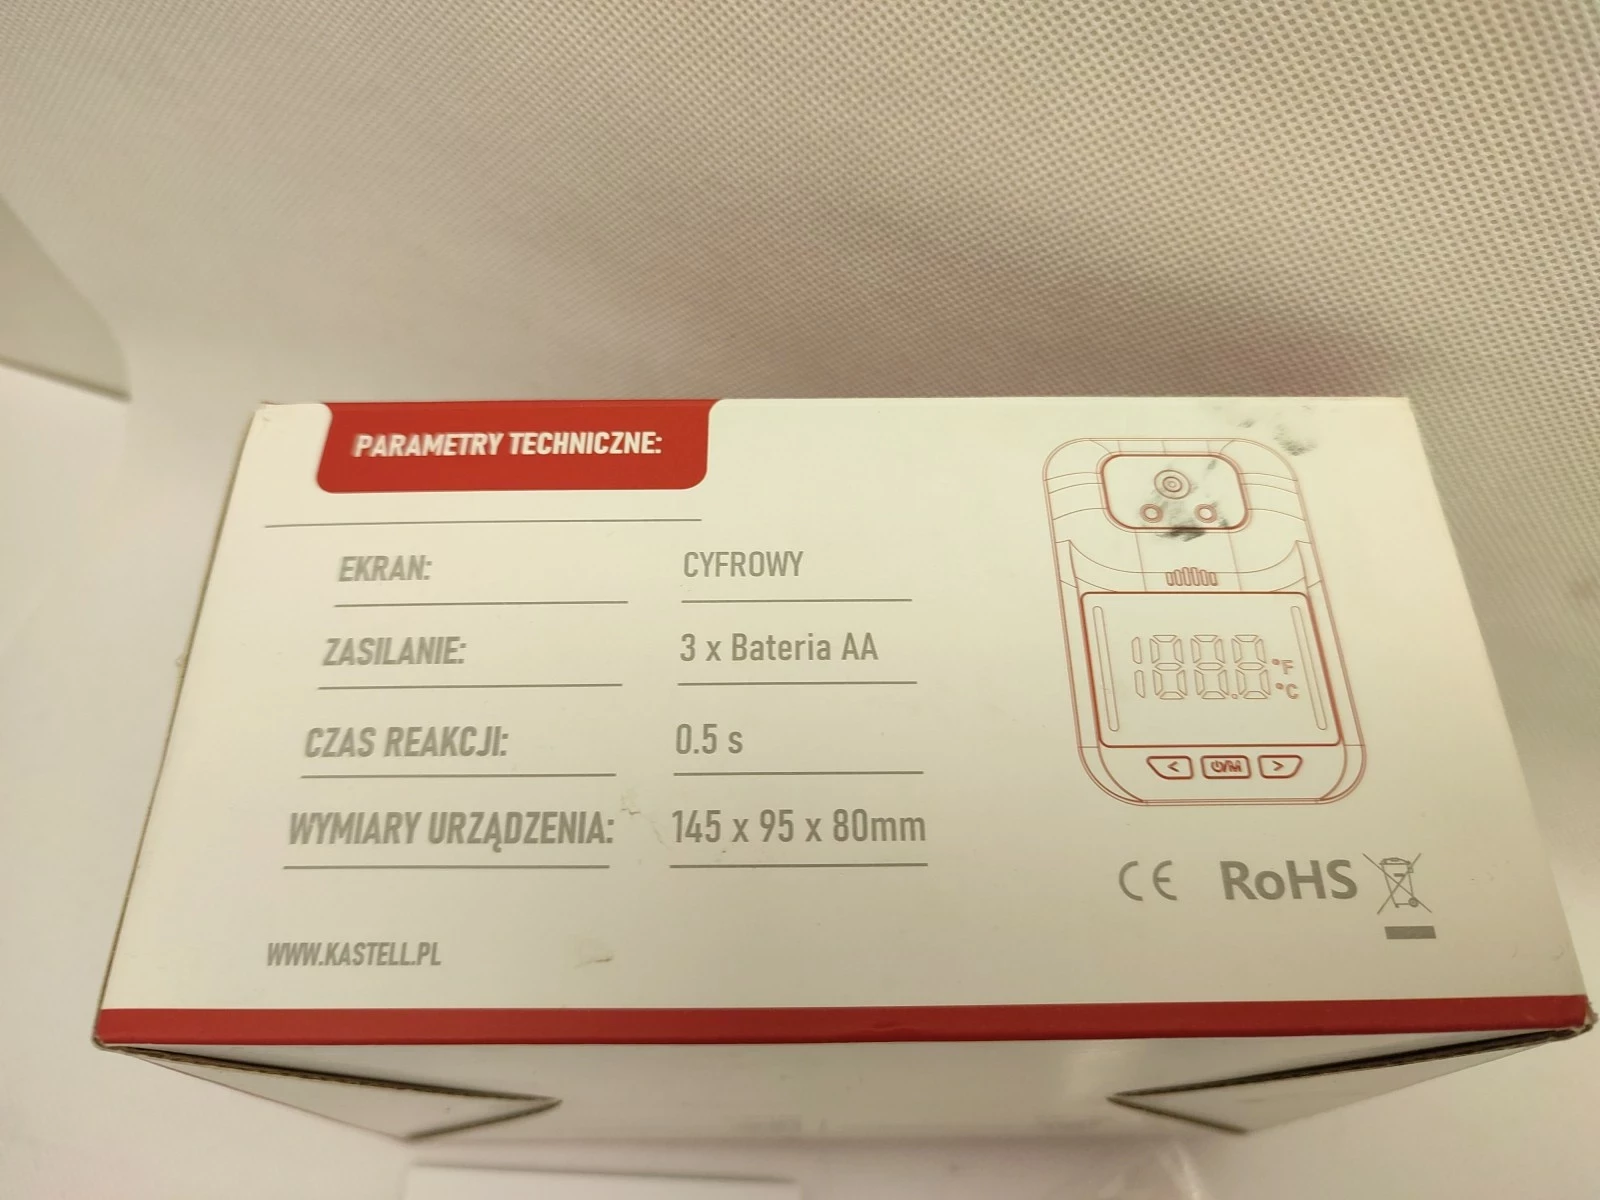 PARAMETRY TECHNICZNE:
EKRAN: CYFROWY
ZASILANIE: 3 x Bateria AA
CZAS REAKCJI: 0.5 s
WYMIARY URZĄDZENIA: 145 x 95 x 80mm
WWW.KASTELL.PL
188.8 °F
°C
< ⏻/M >
CE RoHS